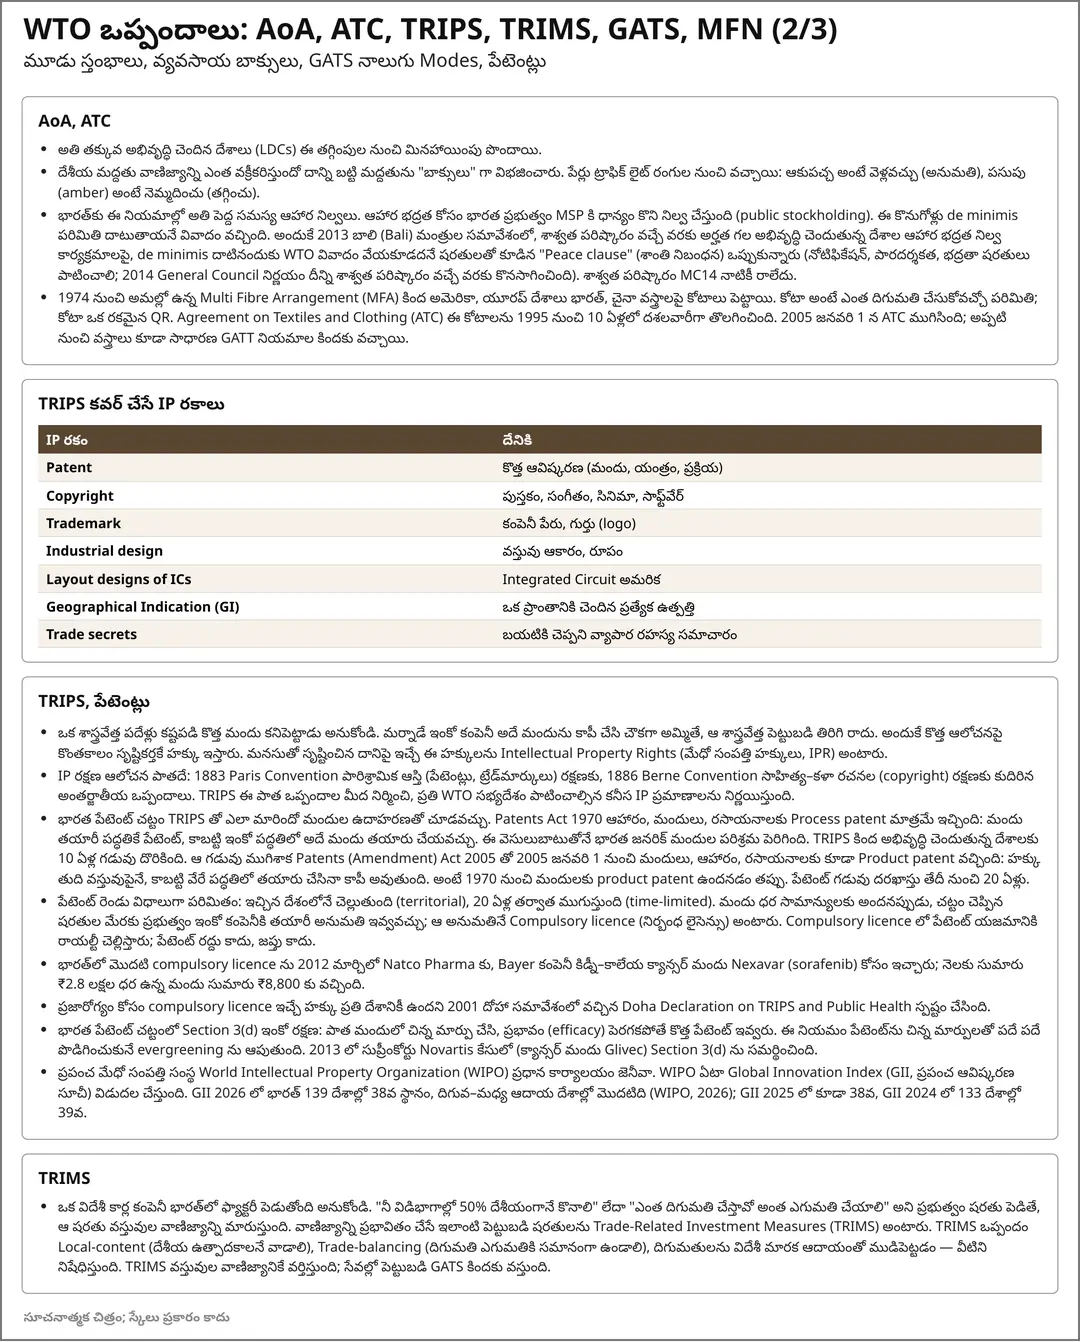 WTO ఒప్పందాలు: AoA, ATC, TRIPS, TRIMS, GATS, MFN (2/3)
మూడు స్తంభాలు, వ్యవసాయ బాక్సులు, GATS నాలుగు Modes, పేటెంట్లు
AoA, ATC
• అతి తక్కువ అభివృద్ధి చెందిన దేశాలు (LDCs) ఈ తగ్గింపుల నుంచి మినహాయింపు పొందాయి.
• దేశీయ మద్దతు వాణిజ్యాన్ని ఎంత వక్రీకరిస్తుందో దాన్ని బట్టి మద్దతును "బాక్సులు" గా విభజించారు. పేర్లు ట్రాఫిక్ లైట్ రంగుల నుంచి వచ్చాయి: ఆకుపచ్చ అంటే వెళ్లవచ్చు (అనుమతి), పసుపు
(amber) అంటే నెమ్మదించు (తగ్గించు).
• భారత్‌కు ఈ నియమాల్లో అతి పెద్ద సమస్య ఆహార నిల్వలు. ఆహార భద్రత కోసం భారత ప్రభుత్వం MSP కి ధాన్యం కొని నిల్వ చేస్తుంది (public stockholding). ఈ కొనుగోళ్లు de minimis
పరిమితి దాటుతాయనే వివాదం వచ్చింది. అందుకే 2013 బాలి (Bali) మంత్రుల సమావేశంలో, శాశ్వత పరిష్కారం వచ్చే వరకు అర్హత గల అభివృద్ధి చెందుతున్న దేశాల ఆహార భద్రత నిల్వ
కార్యక్రమాలపై, de minimis దాటినందుకు WTO వివాదం వేయకూడదనే షరతులతో కూడిన "Peace clause" (శాంతి నిబంధన) ఒప్పుకున్నారు (నోటిఫికేషన్, పారదర్శకత, భద్రతా షరతులు
పాటించాలి; 2014 General Council నిర్ణయం దీన్ని శాశ్వత పరిష్కారం వచ్చే వరకు కొనసాగించింది). శాశ్వత పరిష్కారం MC14 నాటికీ రాలేదు.
• 1974 నుంచి అమల్లో ఉన్న Multi Fibre Arrangement (MFA) కింద అమెరికా, యూరప్ దేశాలు భారత్, చైనా వస్త్రాలపై కోటాలు పెట్టాయి. కోటా అంటే ఎంత దిగుమతి చేసుకోవచ్చో పరిమితి;
కోటా ఒక రకమైన QR. Agreement on Textiles and Clothing (ATC) ఈ కోటాలను 1995 నుంచి 10 ఏళ్లలో దశలవారీగా తొలగించింది. 2005 జనవరి 1 న ATC ముగిసింది; అప్పటి
నుంచి వస్త్రాలు కూడా సాధారణ GATT నియమాల కిందకు వచ్చాయి.
TRIPS కవర్ చేసే IP రకాలు
IP రకం దేనికి
Patent కొత్త ఆవిష్కరణ (మందు, యంత్రం, ప్రక్రియ)
Copyright పుస్తకం, సంగీతం, సినిమా, సాఫ్ట్‌వేర్
Trademark కంపెనీ పేరు, గుర్తు (logo)
Industrial design వస్తువు ఆకారం, రూపం
Layout designs of ICs Integrated Circuit అమరిక
Geographical Indication (GI) ఒక ప్రాంతానికి చెందిన ప్రత్యేక ఉత్పత్తి
Trade secrets బయటికి చెప్పని వ్యాపార రహస్య సమాచారం
TRIPS, పేటెంట్లు
• ఒక శాస్త్రవేత్త పదేళ్లు కష్టపడి కొత్త మందు కనిపెట్టాడు అనుకోండి. మర్నాడే ఇంకో కంపెనీ అదే మందును కాపీ చేసి చౌకగా అమ్మితే, ఆ శాస్త్రవేత్త పెట్టుబడి తిరిగి రాదు. అందుకే కొత్త ఆలోచనపై
కొంతకాలం సృష్టికర్తకే హక్కు ఇస్తారు. మనసుతో సృష్టించిన దానిపై ఇచ్చే ఈ హక్కులను Intellectual Property Rights (మేధో సంపత్తి హక్కులు, IPR) అంటారు.
• IP రక్షణ ఆలోచన పాతదే: 1883 Paris Convention పారిశ్రామిక ఆస్తి (పేటెంట్లు, ట్రేడ్‌మార్కులు) రక్షణకు, 1886 Berne Convention సాహిత్య–కళా రచనల (copyright) రక్షణకు కుదిరిన
అంతర్జాతీయ ఒప్పందాలు. TRIPS ఈ పాత ఒప్పందాల మీద నిర్మించి, ప్రతి WTO సభ్యదేశం పాటించాల్సిన కనీస IP ప్రమాణాలను నిర్ణయిస్తుంది.
• భారత పేటెంట్ చట్టం TRIPS తో ఎలా మారిందో మందుల ఉదాహరణతో చూడవచ్చు. Patents Act 1970 ఆహారం, మందులు, రసాయనాలకు Process patent మాత్రమే ఇచ్చింది: మందు
తయారీ పద్ధతికే పేటెంట్, కాబట్టి ఇంకో పద్ధతిలో అదే మందు తయారు చేయవచ్చు. ఈ వెసులుబాటుతోనే భారత జనరిక్ మందుల పరిశ్రమ పెరిగింది. TRIPS కింద అభివృద్ధి చెందుతున్న దేశాలకు
10 ఏళ్ల గడువు దొరికింది. ఆ గడువు ముగిశాక Patents (Amendment) Act 2005 తో 2005 జనవరి 1 నుంచి మందులు, ఆహారం, రసాయనాలకు కూడా Product patent వచ్చింది: హక్కు
తుది వస్తువుపైనే, కాబట్టి వేరే పద్ధతిలో తయారు చేసినా కాపీ అవుతుంది. అంటే 1970 నుంచి మందులకు product patent ఉందనడం తప్పు. పేటెంట్ గడువు దరఖాస్తు తేదీ నుంచి 20 ఏళ్లు.
• పేటెంట్ రెండు విధాలుగా పరిమితం: ఇచ్చిన దేశంలోనే చెల్లుతుంది (territorial), 20 ఏళ్ల తర్వాత ముగుస్తుంది (time-limited). మందు ధర సామాన్యులకు అందనప్పుడు, చట్టం చెప్పిన
షరతుల మేరకు ప్రభుత్వం ఇంకో కంపెనీకి తయారీ అనుమతి ఇవ్వవచ్చు; ఆ అనుమతినే Compulsory licence (నిర్బంధ లైసెన్సు) అంటారు. Compulsory licence లో పేటెంట్ యజమానికి
రాయల్టీ చెల్లిస్తారు; పేటెంట్ రద్దు కాదు, జప్తు కాదు.
• భారత్‌లో మొదటి compulsory licence ను 2012 మార్చిలో Natco Pharma కు, Bayer కంపెనీ కిడ్నీ–కాలేయ క్యాన్సర్ మందు Nexavar (sorafenib) కోసం ఇచ్చారు; నెలకు సుమారు
₹2.8 లక్షల ధర ఉన్న మందు సుమారు ₹8,800 కు వచ్చింది.
• ప్రజారోగ్యం కోసం compulsory licence ఇచ్చే హక్కు ప్రతి దేశానికీ ఉందని 2001 దోహా సమావేశంలో వచ్చిన Doha Declaration on TRIPS and Public Health స్పష్టం చేసింది.
• భారత పేటెంట్ చట్టంలో Section 3(d) ఇంకో రక్షణ: పాత మందులో చిన్న మార్పు చేసి, ప్రభావం (efficacy) పెరగకపోతే కొత్త పేటెంట్ ఇవ్వరు. ఈ నియమం పేటెంట్‌ను చిన్న మార్పులతో పదే పదే
పొడిగించుకునే evergreening ను ఆపుతుంది. 2013 లో సుప్రీంకోర్టు Novartis కేసులో (క్యాన్సర్ మందు Glivec) Section 3(d) ను సమర్థించింది.
• ప్రపంచ మేధో సంపత్తి సంస్థ World Intellectual Property Organization (WIPO) ప్రధాన కార్యాలయం జెనీవా. WIPO ఏటా Global Innovation Index (GII, ప్రపంచ ఆవిష్కరణ
సూచీ) విడుదల చేస్తుంది. GII 2026 లో భారత్ 139 దేశాల్లో 38వ స్థానం, దిగువ–మధ్య ఆదాయ దేశాల్లో మొదటిది (WIPO, 2026); GII 2025 లో కూడా 38వ, GII 2024 లో 133 దేశాల్లో
39వ.
TRIMS
• ఒక విదేశీ కార్ల కంపెనీ భారత్‌లో ఫ్యాక్టరీ పెడుతోంది అనుకోండి. "నీ విడిభాగాల్లో 50% దేశీయంగానే కొనాలి" లేదా "ఎంత దిగుమతి చేస్తావో అంత ఎగుమతి చేయాలి" అని ప్రభుత్వం షరతు పెడితే,
ఆ షరతు వస్తువుల వాణిజ్యాన్ని మారుస్తుంది. వాణిజ్యాన్ని ప్రభావితం చేసే ఇలాంటి పెట్టుబడి షరతులను Trade-Related Investment Measures (TRIMS) అంటారు. TRIMS ఒప్పందం
Local-content (దేశీయ ఉత్పాదకాలనే వాడాలి), Trade-balancing (దిగుమతి ఎగుమతికి సమానంగా ఉండాలి), దిగుమతులను విదేశీ మారక ఆదాయంతో ముడిపెట్టడం — వీటిని
నిషేధిస్తుంది. TRIMS వస్తువుల వాణిజ్యానికే వర్తిస్తుంది; సేవల్లో పెట్టుబడి GATS కిందకు వస్తుంది.
సూచనాత్మక చిత్రం; స్కేలు ప్రకారం కాదు